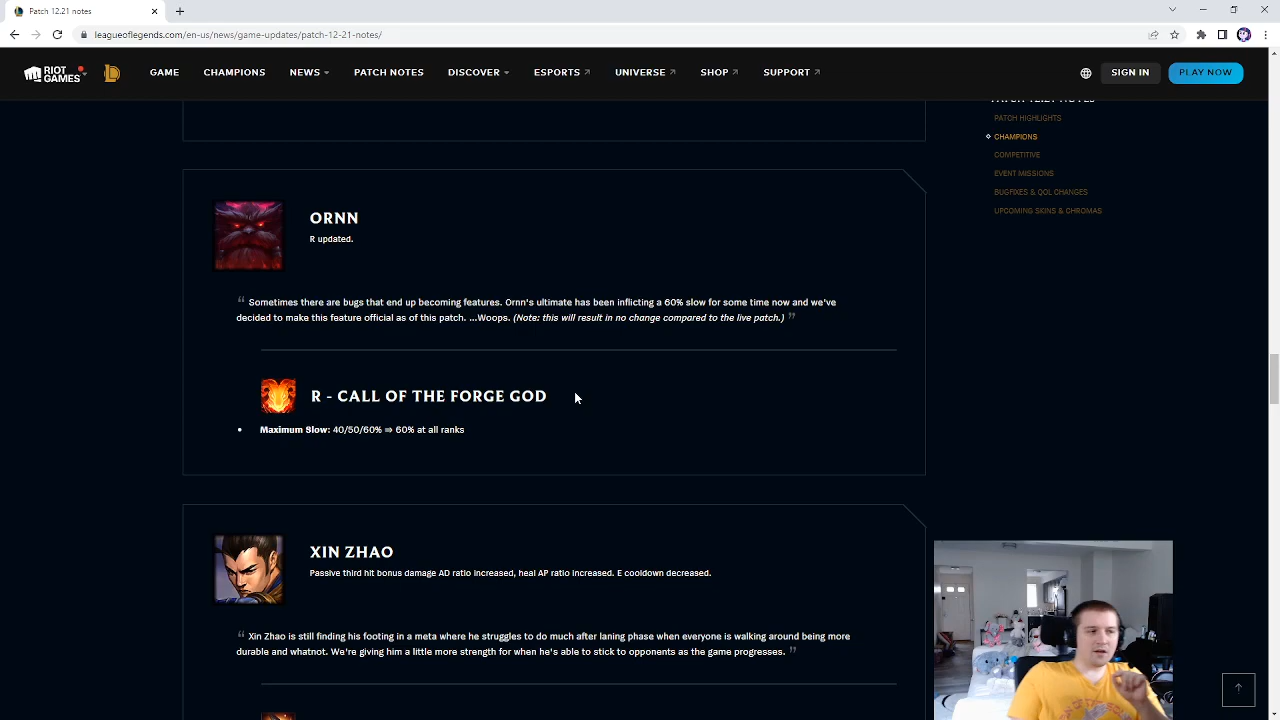 Patch 12.21 notes
leagueoflegends.com/en-us/news/game-updates/patch-12-21-notes/
RIOT GAMES GAME CHAMPIONS NEWS PATCH NOTES DISCOVER ESPORTS UNIVERSE SHOP SUPPORT SIGN IN PLAY NOW
PATCH HIGHLIGHTS
CHAMPIONS
COMPETITIVE
EVENT MISSIONS
BUGFIXES & QOL CHANGES
UPCOMING SKINS & CHROMAS
ORNN
R updated.
“ Sometimes there are bugs that end up becoming features. Ornn's ultimate has been inflicting a 60% slow for some time now and we've
decided to make this feature official as of this patch. ...Woops. (Note: this will result in no change compared to the live patch.) ”
R - CALL OF THE FORGE GOD
• Maximum Slow: 40/50/60% ⇒ 60% at all ranks
XIN ZHAO
Passive third hit bonus damage AD ratio increased, heal AP ratio increased. E cooldown decreased.
“ Xin Zhao is still finding his footing in a meta where he struggles to do much after laning phase when everyone is walking around being more
durable and whatnot. We're giving him a little more strength for when he's able to stick to opponents as the game progresses. ”